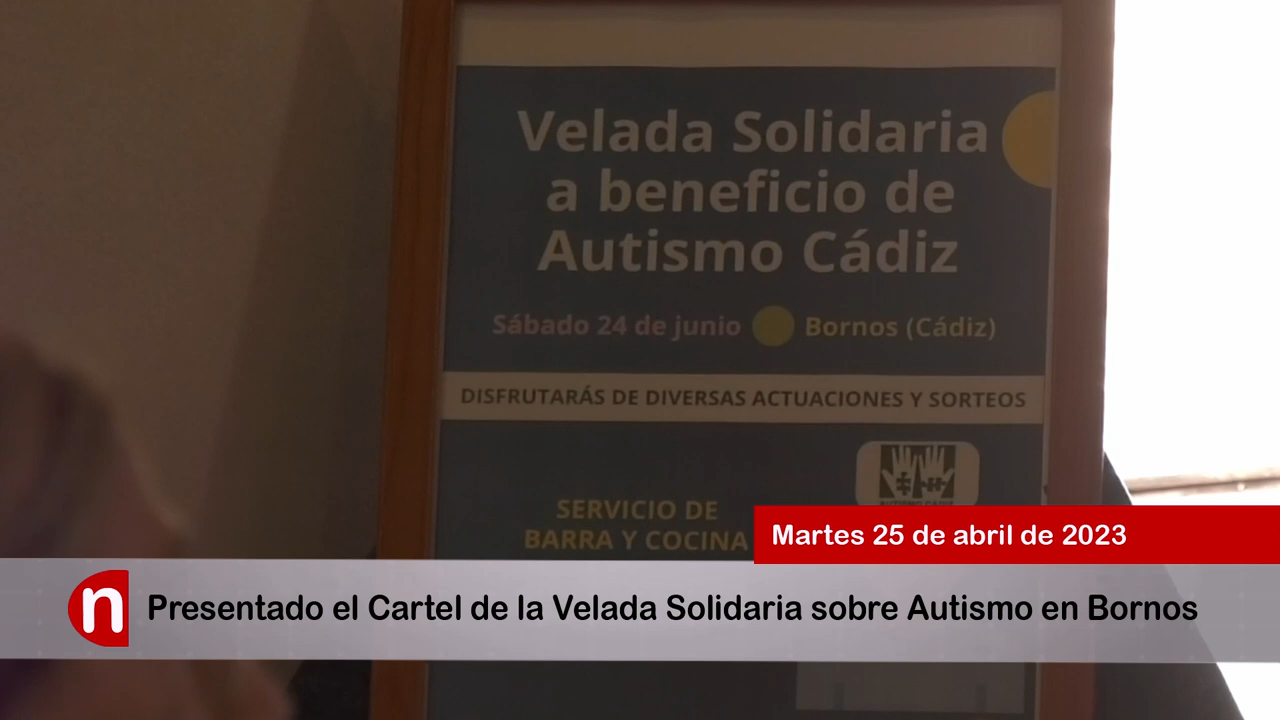 Velada Solidaria
a beneficio de
Autismo Cádiz
Sábado 24 de junio
Bornos (Cádiz)
DISFRUTARÁS DE DIVERSAS ACTUACIONES Y SORTEOS
AUTISMO CÁDIZ
SERVICIO DE
BARRA Y COCINA
Martes 25 de abril de 2023
n
Presentado el Cartel de la Velada Solidaria sobre Autismo en Bornos